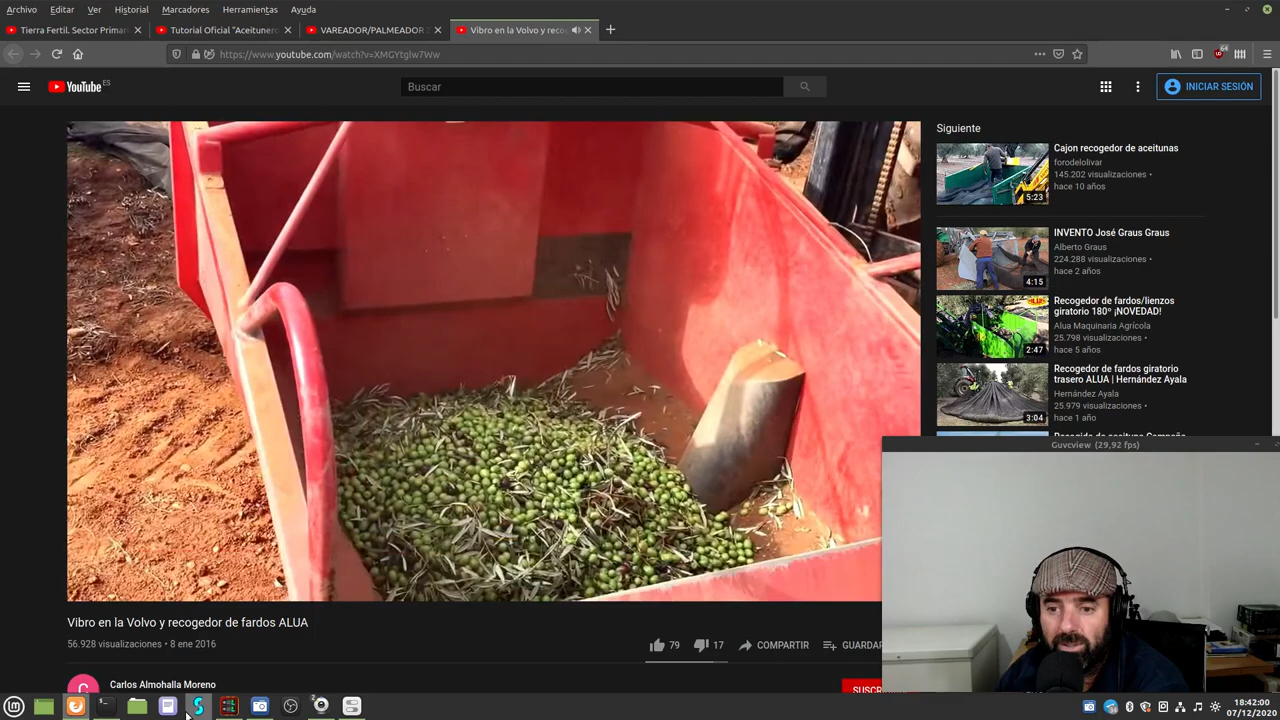 Archivo Editar Ver Historial Marcadores Herramientas Ayuda
Tierra Fertil. Sector Primar
Tutorial Oficial "Aceitunero
VAREADOR/PALMEADOR
Vibro en la Volvo y reco
https://www.youtube.com/watch?v=XMGYtglw7Ww
64
YouTube ES
Buscar
INICIAR SESIÓN
Siguiente
Cajon recogedor de aceitunas
forodelolivar
145.202 visualizaciones •
hace 10 años
5:23
INVENTO José Graus Graus
Alberto Graus
224.288 visualizaciones •
hace 2 años
4:15
Recogedor de fardos/lienzos
giratorio 180º ¡NOVEDAD!
Alua Maquinaria Agrícola
25.798 visualizaciones •
hace 5 años
2:47
Recogedor de fardos giratorio
trasero ALUA | Hernández Ayala
Hernández Ayala
25.979 visualizaciones •
hace 1 año
3:04
Guvcview (29,92 fps)
Vibro en la Volvo y recogedor de fardos ALUA
56.928 visualizaciones • 8 ene 2016
79
17
COMPARTIR
GUARDAR
Carlos Almohalla Moreno
18:42:00
07/12/2020